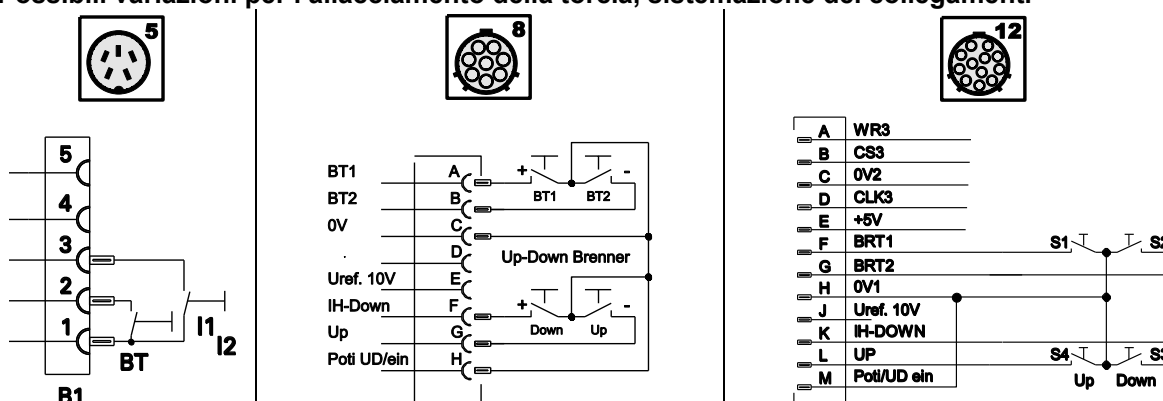 Possibili variazioni per l'allacciamento della torcia, sistemazione dei collegamenti
5
8
12
5
4
3
2
1
I1
I2
BT
B1
BT1 A
BT2 B
0V C
. D
Uref. 10V E
IH-Down F
Up G
Poti UD/ein H
+ -
BT1 BT2
Up-Down Brenner
+ -
Down Up
A WR3
B CS3
C 0V2
D CLK3
E +5V
F BRT1
G BRT2
H 0V1
J Uref. 10V
K IH-DOWN
L UP
M Poti/UD ein
S1 S2
S4 S3
Up Down